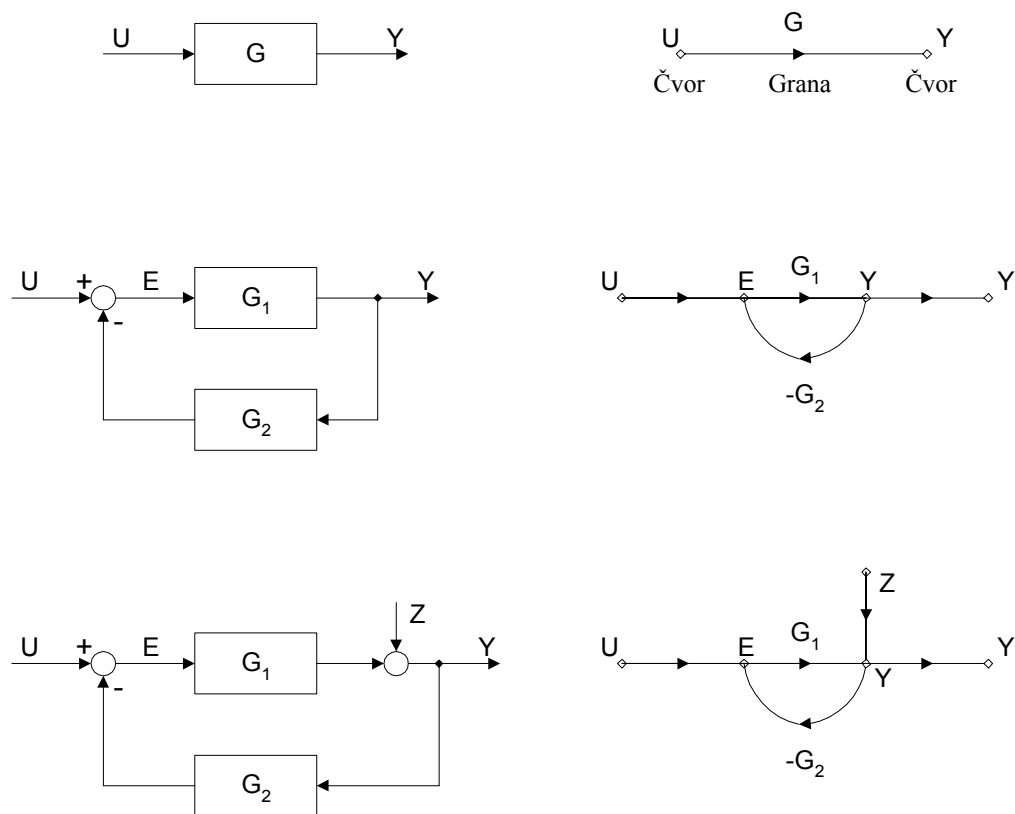 U G Y
G
U Y
Čvor Grana Čvor
U + E G₁ Y
-
G₂
U E G₁ Y Y
-G₂
Z
U + E G₁ Y
-
G₂
Z
U E G₁ Y
Y
-G₂